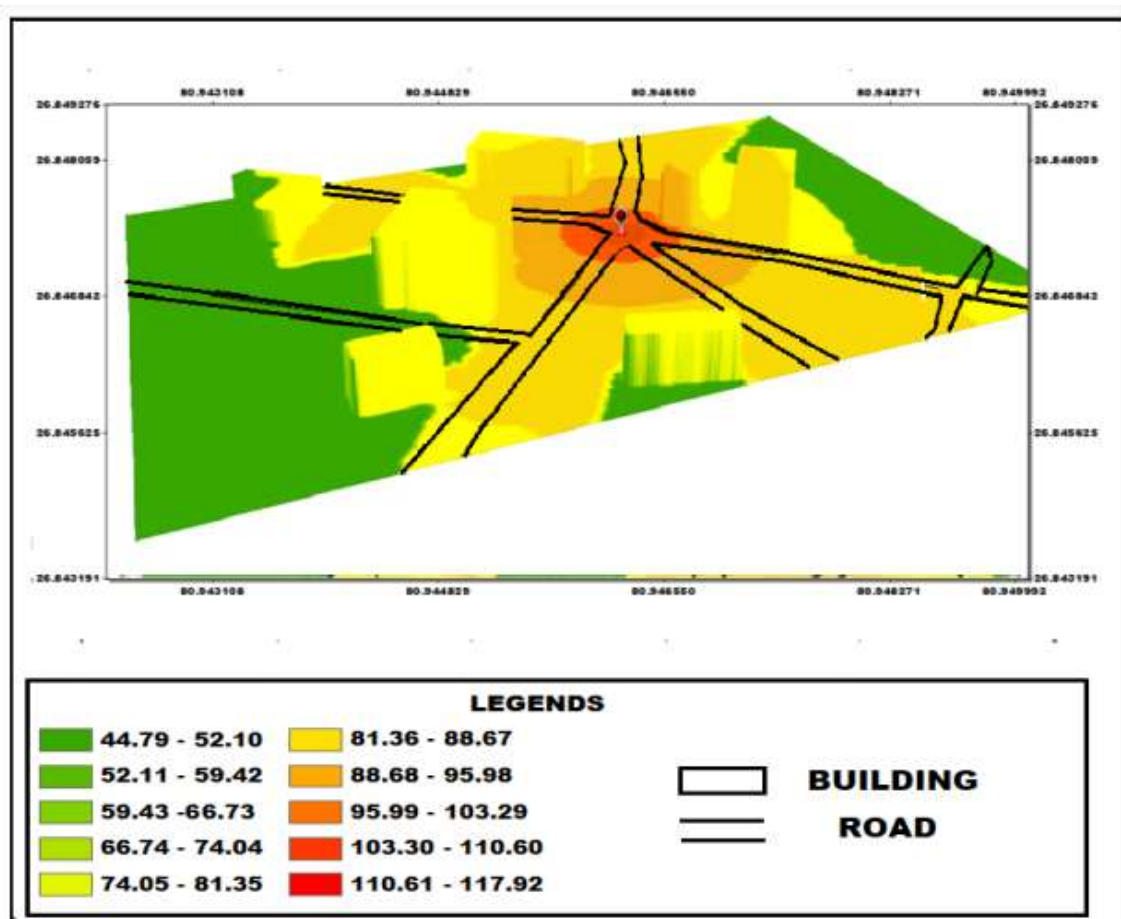 80.943108 80.944829 80.946550 80.948271 80.949992
26.849276 26.849276
26.848059 26.848059
26.846842 26.846842
26.845625 26.845625
26.843191 26.843191
80.943108 80.944829 80.946550 80.948271 80.949992
LEGENDS
44.79 - 52.10 81.36 - 88.67
52.11 - 59.42 88.68 - 95.98 BUILDING
59.43 -66.73 95.99 - 103.29 ROAD
66.74 - 74.04 103.30 - 110.60
74.05 - 81.35 110.61 - 117.92